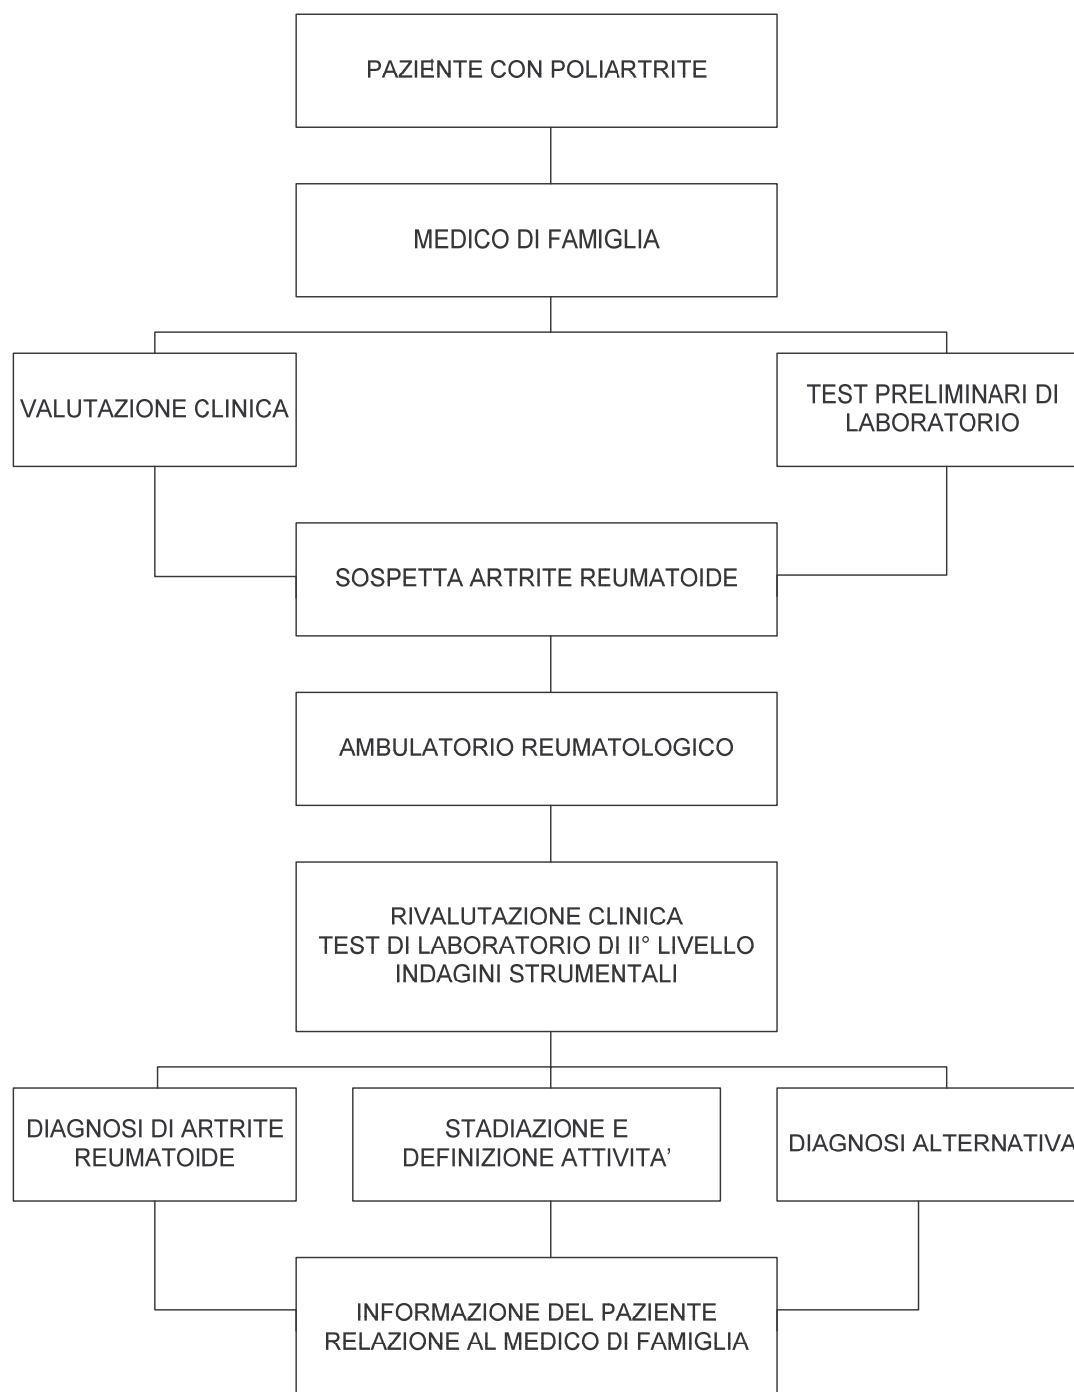 PAZIENTE CON POLIARTRITE
MEDICO DI FAMIGLIA
VALUTAZIONE CLINICA
TEST PRELIMINARI DI
LABORATORIO
SOSPETTA ARTRITE REUMATOIDE
AMBULATORIO REUMATOLOGICO
RIVALUTAZIONE CLINICA
TEST DI LABORATORIO DI II° LIVELLO
INDAGINI STRUMENTALI
DIAGNOSI DI ARTRITE
REUMATOIDE
STADIAZIONE E
DEFINIZIONE ATTIVITA’
DIAGNOSI ALTERNATIVA
INFORMAZIONE DEL PAZIENTE
RELAZIONE AL MEDICO DI FAMIGLIA